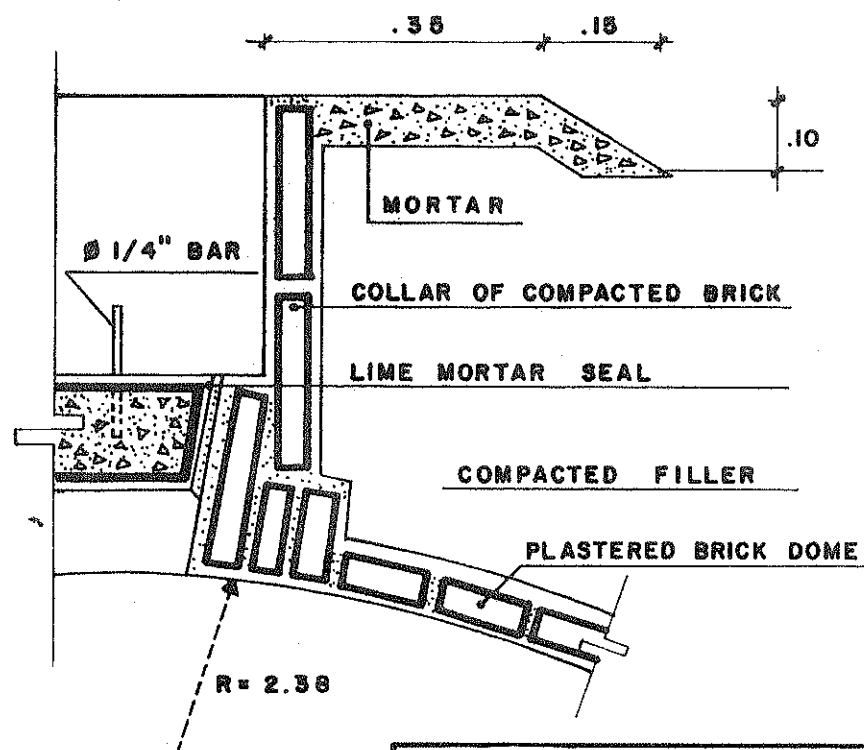 .35
.15
.10
MORTAR
Ø 1/4" BAR
COLLAR OF COMPACTED BRICK
LIME MORTAR SEAL
COMPACTED FILLER
PLASTERED BRICK DOME
R= 2.38